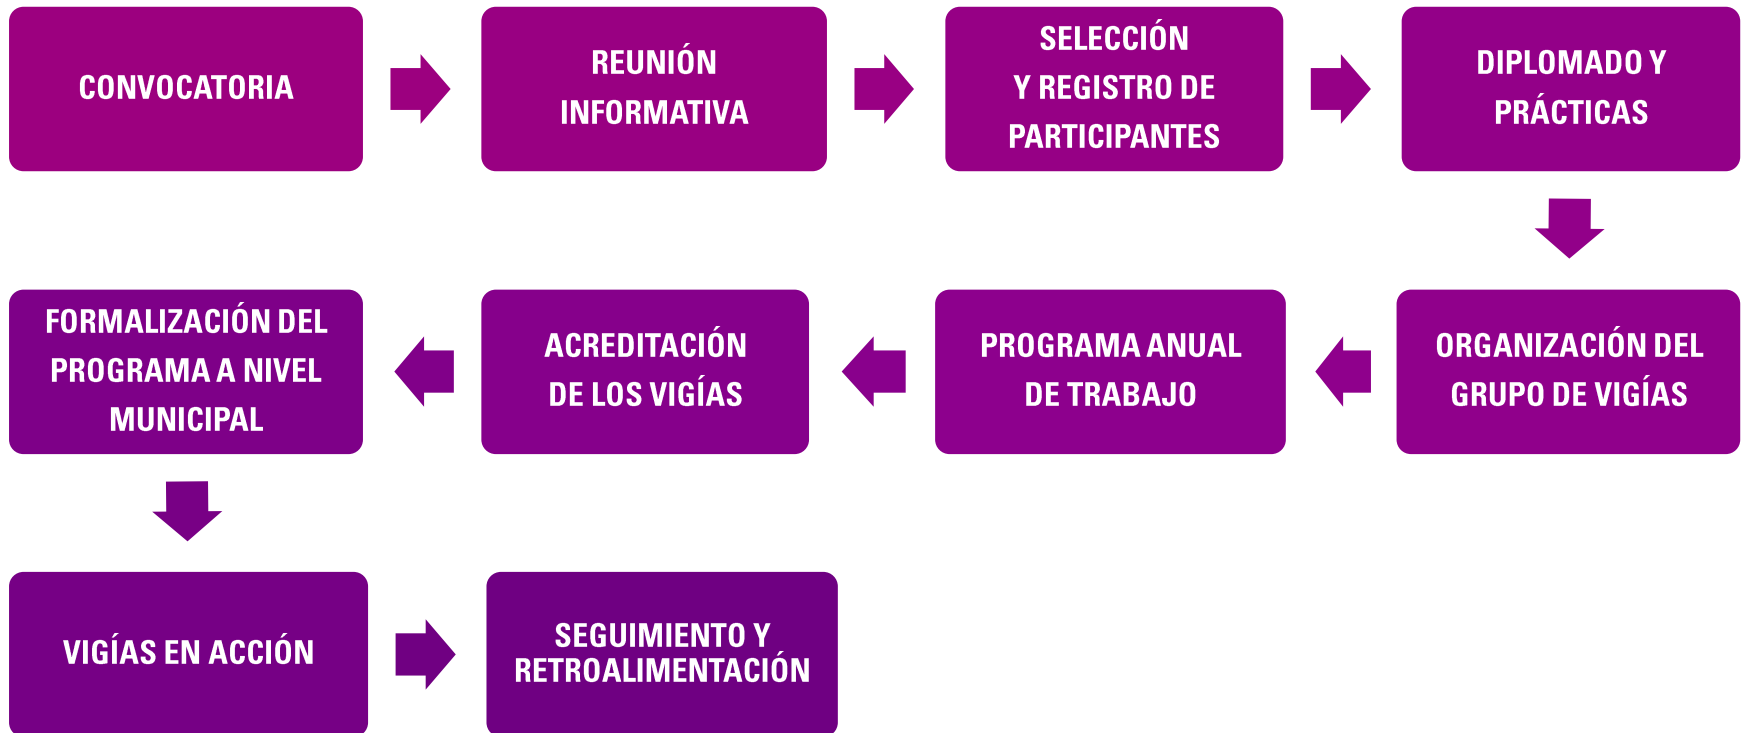 CONVOCATORIA
REUNIÓN
INFORMATIVA
SELECCIÓN
Y REGISTRO DE
PARTICIPANTES
DIPLOMADO Y
PRÁCTICAS
ORGANIZACIÓN DEL
GRUPO DE VIGÍAS
PROGRAMA ANUAL
DE TRABAJO
ACREDITACIÓN
DE LOS VIGÍAS
FORMALIZACIÓN DEL
PROGRAMA A NIVEL
MUNICIPAL
VIGÍAS EN ACCIÓN
SEGUIMIENTO Y
RETROALIMENTACIÓN